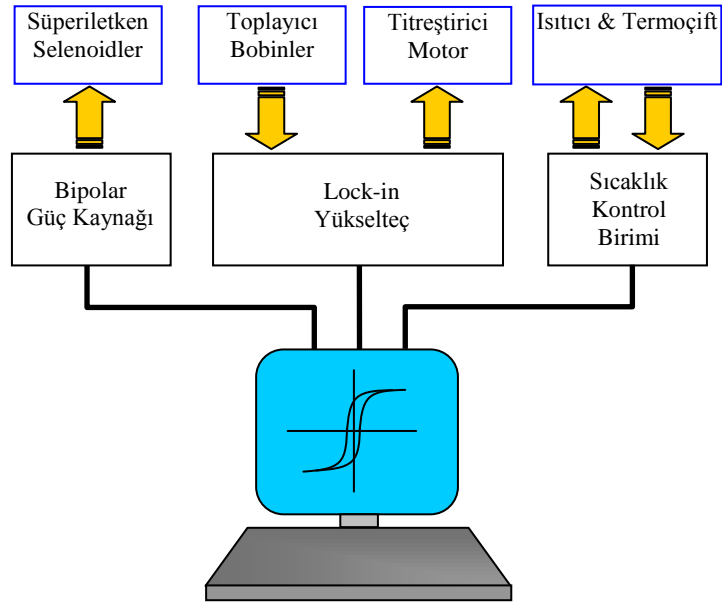 Süperiletken
Selenoidler
Toplayıcı
Bobinler
Titreştirici
Motor
Isıtıcı & Termoçift
Bipolar
Güç Kaynağı
Lock-in
Yükselteç
Sıcaklık
Kontrol
Birimi